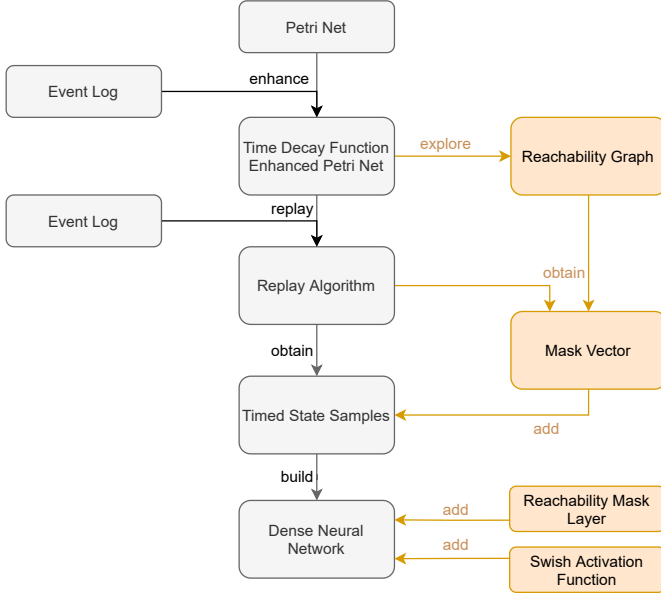 Petri Net
enhance
Event Log
Time Decay Function
Enhanced Petri Net
explore
Reachability Graph
replay
Event Log
Replay Algorithm
obtain
Mask Vector
obtain
Timed State Samples
add
build
Dense Neural
Network
add
Reachability Mask
Layer
add
Swish Activation
Function